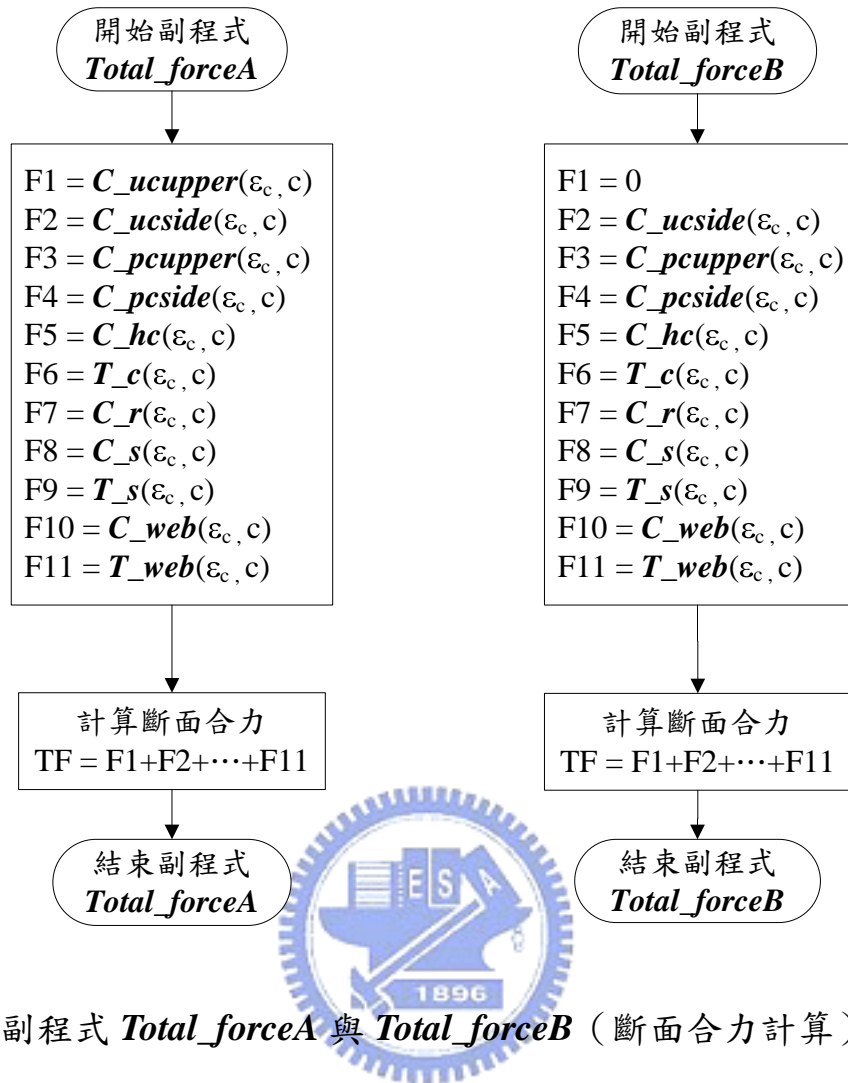 開始副程式
Total_forceA
F1 = C_ucupper(εc , c)
F2 = C_ucside(εc , c)
F3 = C_pcupper(εc , c)
F4 = C_pcside(εc , c)
F5 = C_hc(εc , c)
F6 = T_c(εc , c)
F7 = C_r(εc , c)
F8 = C_s(εc , c)
F9 = T_s(εc , c)
F10 = C_web(εc , c)
F11 = T_web(εc , c)
計算斷面合力
TF = F1+F2+⋯+F11
結束副程式
Total_forceA
開始副程式
Total_forceB
F1 = 0
F2 = C_ucside(εc , c)
F3 = C_pcupper(εc , c)
F4 = C_pcside(εc , c)
F5 = C_hc(εc , c)
F6 = T_c(εc , c)
F7 = C_r(εc , c)
F8 = C_s(εc , c)
F9 = T_s(εc , c)
F10 = C_web(εc , c)
F11 = T_web(εc , c)
計算斷面合力
TF = F1+F2+⋯+F11
結束副程式
Total_forceB
E S A
1896
副程式 Total_forceA 與 Total_forceB（斷面合力計算）